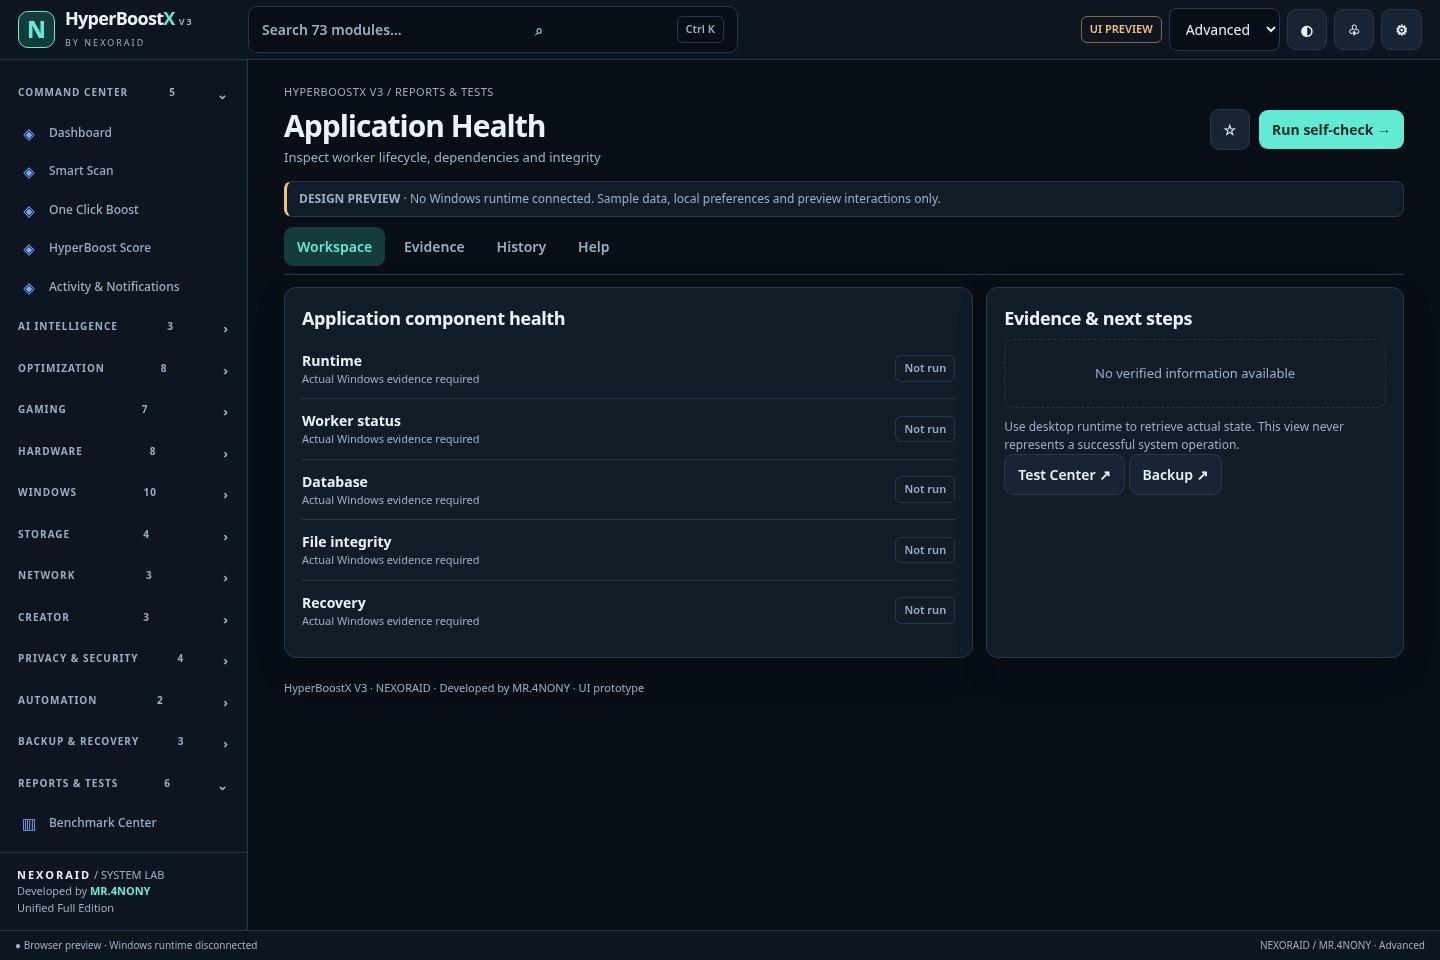 N
HyperBoostX V3
BY NEXORAID
Search 73 modules...
Ctrl K
UI PREVIEW
Advanced
COMMAND CENTER 5
Dashboard
Smart Scan
One Click Boost
HyperBoost Score
Activity & Notifications
AI INTELLIGENCE 3
OPTIMIZATION 8
GAMING 7
HARDWARE 8
WINDOWS 10
STORAGE 4
NETWORK 3
CREATOR 3
PRIVACY & SECURITY 4
AUTOMATION 2
BACKUP & RECOVERY 3
REPORTS & TESTS 6
Benchmark Center
NEXORAID / SYSTEM LAB
Developed by MR.4NONY
Unified Full Edition
HYPERBOOSTX V3 / REPORTS & TESTS
Application Health
Inspect worker lifecycle, dependencies and integrity
☆
Run self-check →
DESIGN PREVIEW · No Windows runtime connected. Sample data, local preferences and preview interactions only.
Workspace
Evidence
History
Help
Application component health
Runtime
Actual Windows evidence required
Not run
Worker status
Actual Windows evidence required
Not run
Database
Actual Windows evidence required
Not run
File integrity
Actual Windows evidence required
Not run
Recovery
Actual Windows evidence required
Not run
Evidence & next steps
No verified information available
Use desktop runtime to retrieve actual state. This view never
represents a successful system operation.
Test Center ↗
Backup ↗
HyperBoostX V3 · NEXORAID · Developed by MR.4NONY · UI prototype
● Browser preview · Windows runtime disconnected
NEXORAID / MR.4NONY · Advanced